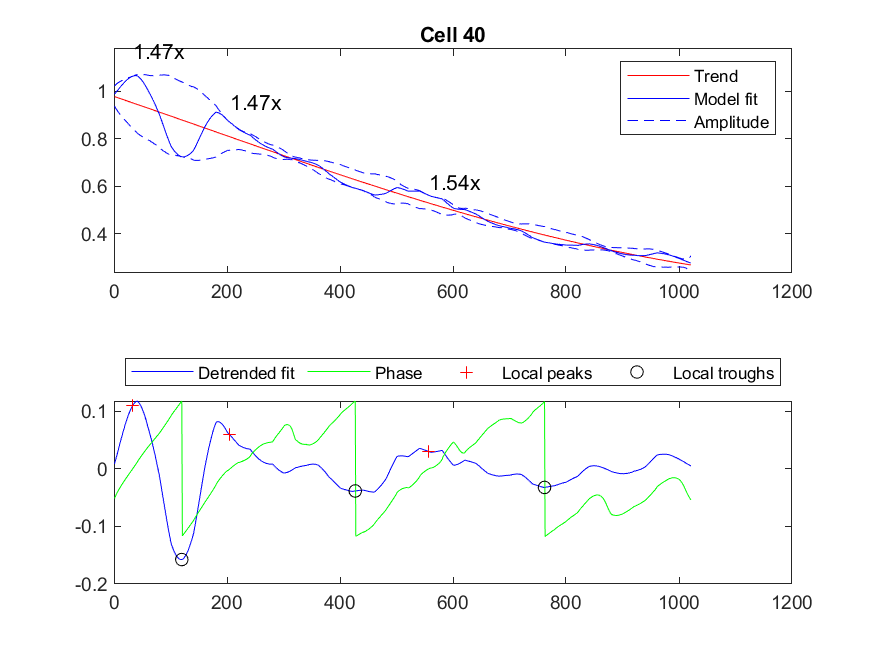 Cell 40
1.47x
1.47x
1.54x
Trend
Model fit
Amplitude
1
0.8
0.6
0.4
0 200 400 600 800 1000 1200
Detrended fit Phase Local peaks Local troughs
0.1
0
-0.1
-0.2
0 200 400 600 800 1000 1200